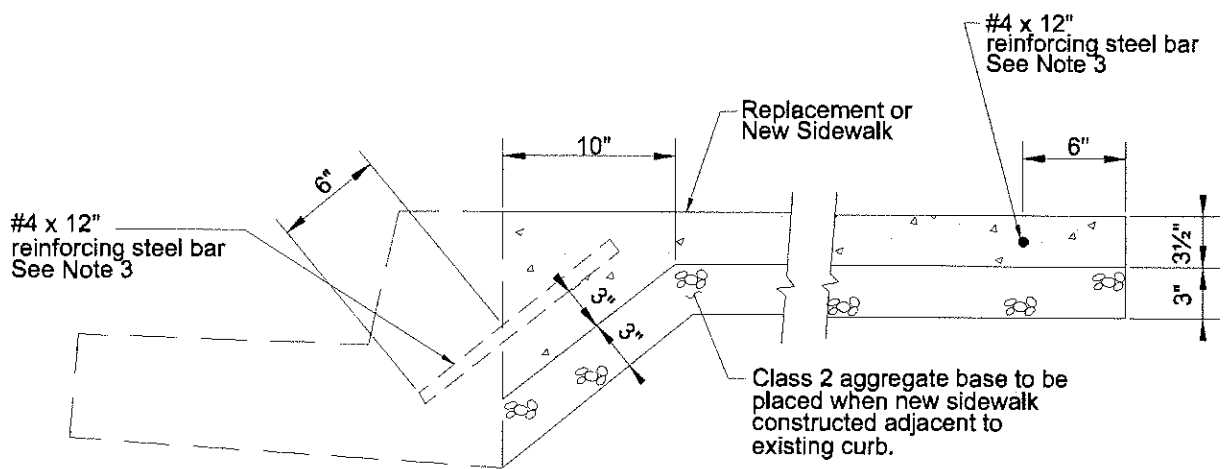 #4 x 12"
reinforcing steel bar
See Note 3
Replacement or
New Sidewalk
10"
6"
6"
#4 x 12"
reinforcing steel bar
See Note 3
3½"
3"
3"
3"
Class 2 aggregate base to be
placed when new sidewalk
constructed adjacent to
existing curb.